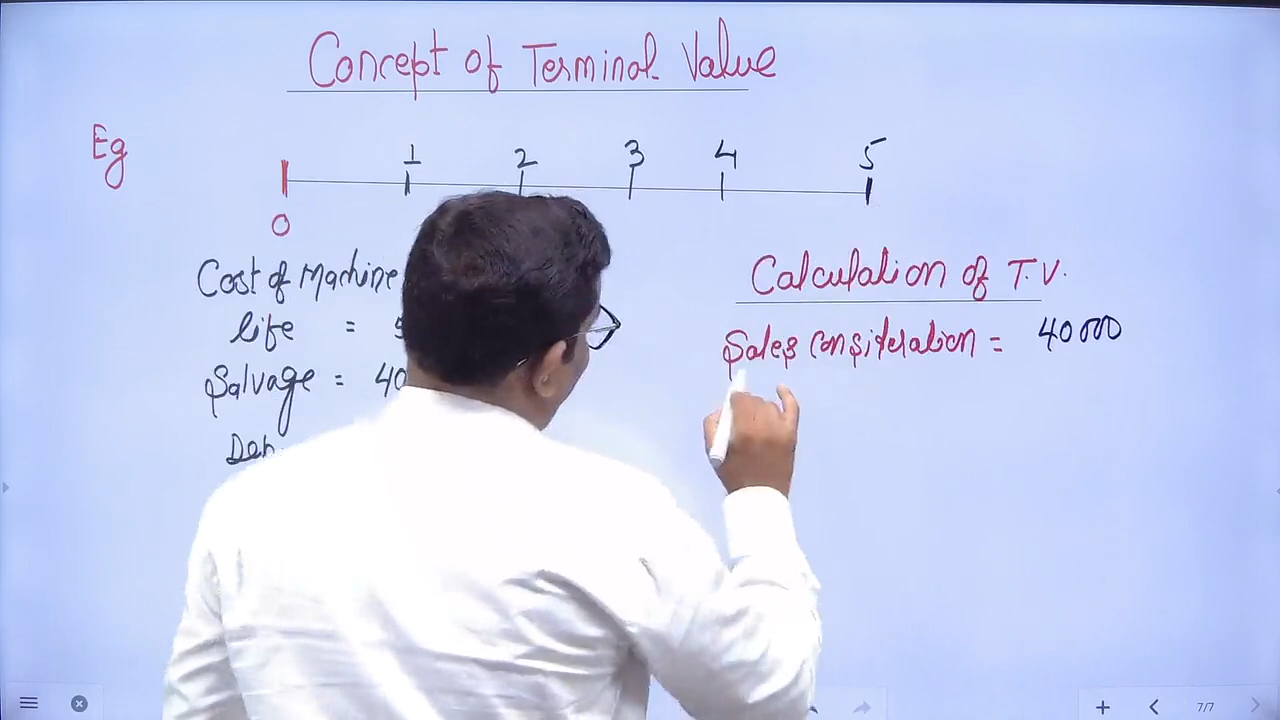 Concept of Terminal Value
Eg
1 2 3 4 5
0
Cost of Machine
life = 5
Salvage = 40
Dep
Calculation of T.V.
Sales Consideration = 40000
7/7